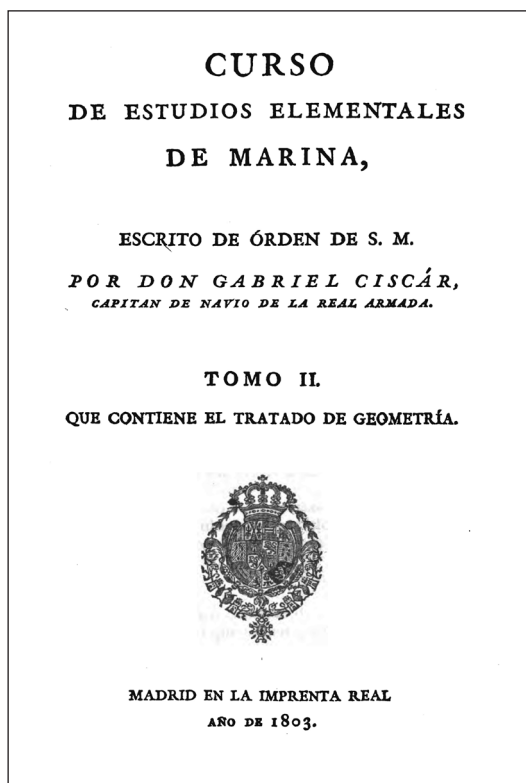 CURSO
DE ESTUDIOS ELEMENTALES
DE MARINA,
ESCRITO DE ÓRDEN DE S. M.
POR DON GABRIEL CISCÁR,
CAPITAN DE NAVIO DE LA REAL ARMADA.
TOMO II.
QUE CONTIENE EL TRATADO DE GEOMETRÍA.
MADRID EN LA IMPRENTA REAL
AÑO DE 1803.